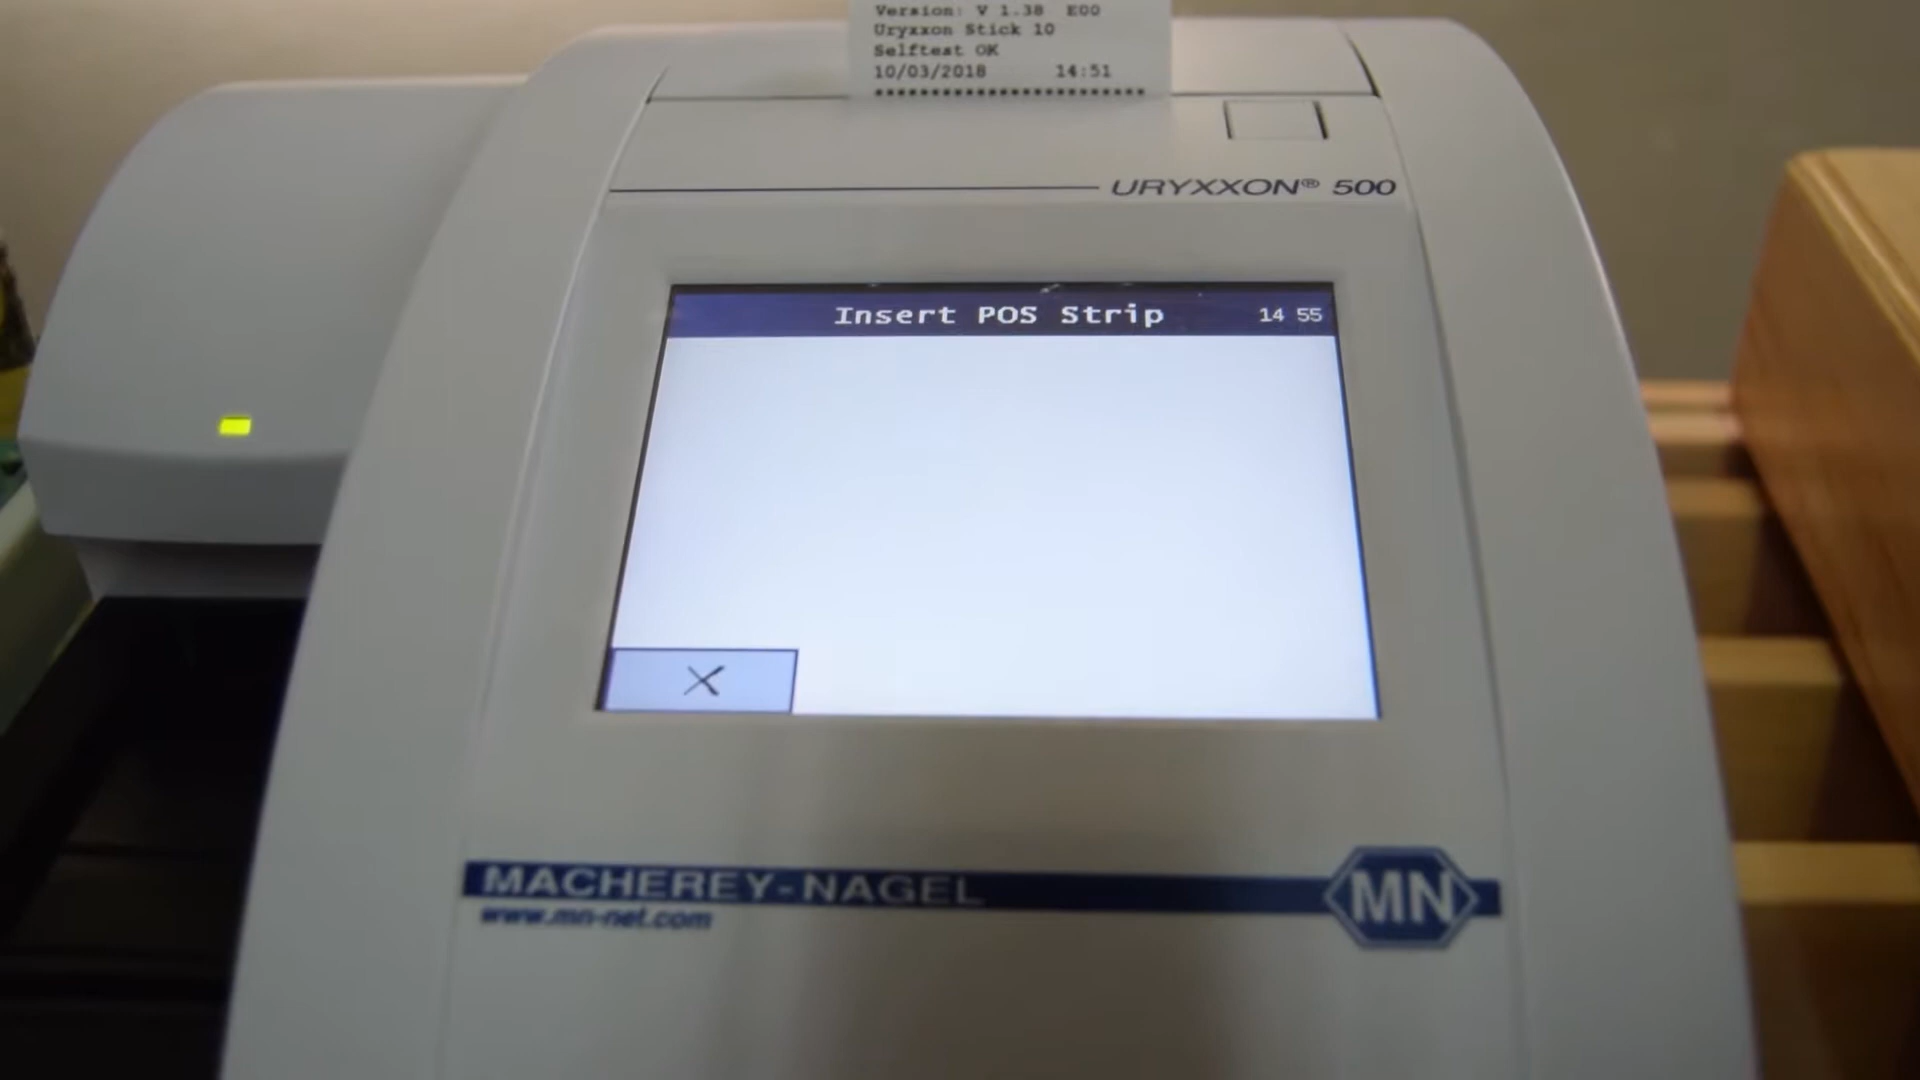 Version: V 1.38 E00
Uryxxon Stick 10
Selftest OK
10/03/2018 14:51
************************
URYXXON® 500
Insert POS Strip 14 55
MACHEREY-NAGEL
MN
www.mn-net.com